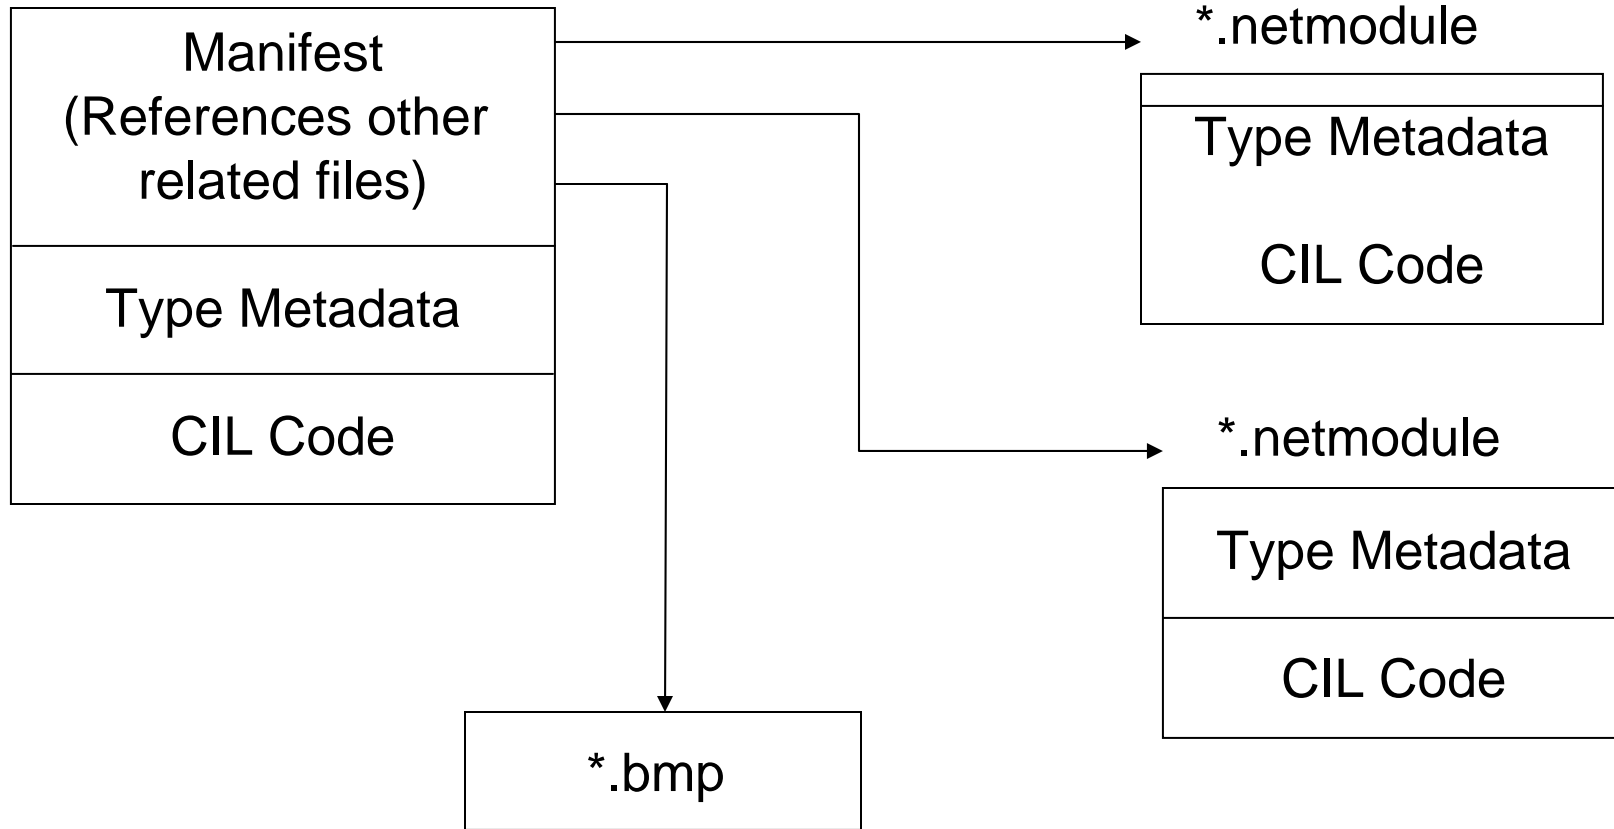 Manifest
(References other
related files)
Type Metadata
CIL Code
*.netmodule
Type Metadata
CIL Code
*.netmodule
Type Metadata
CIL Code
*.bmp